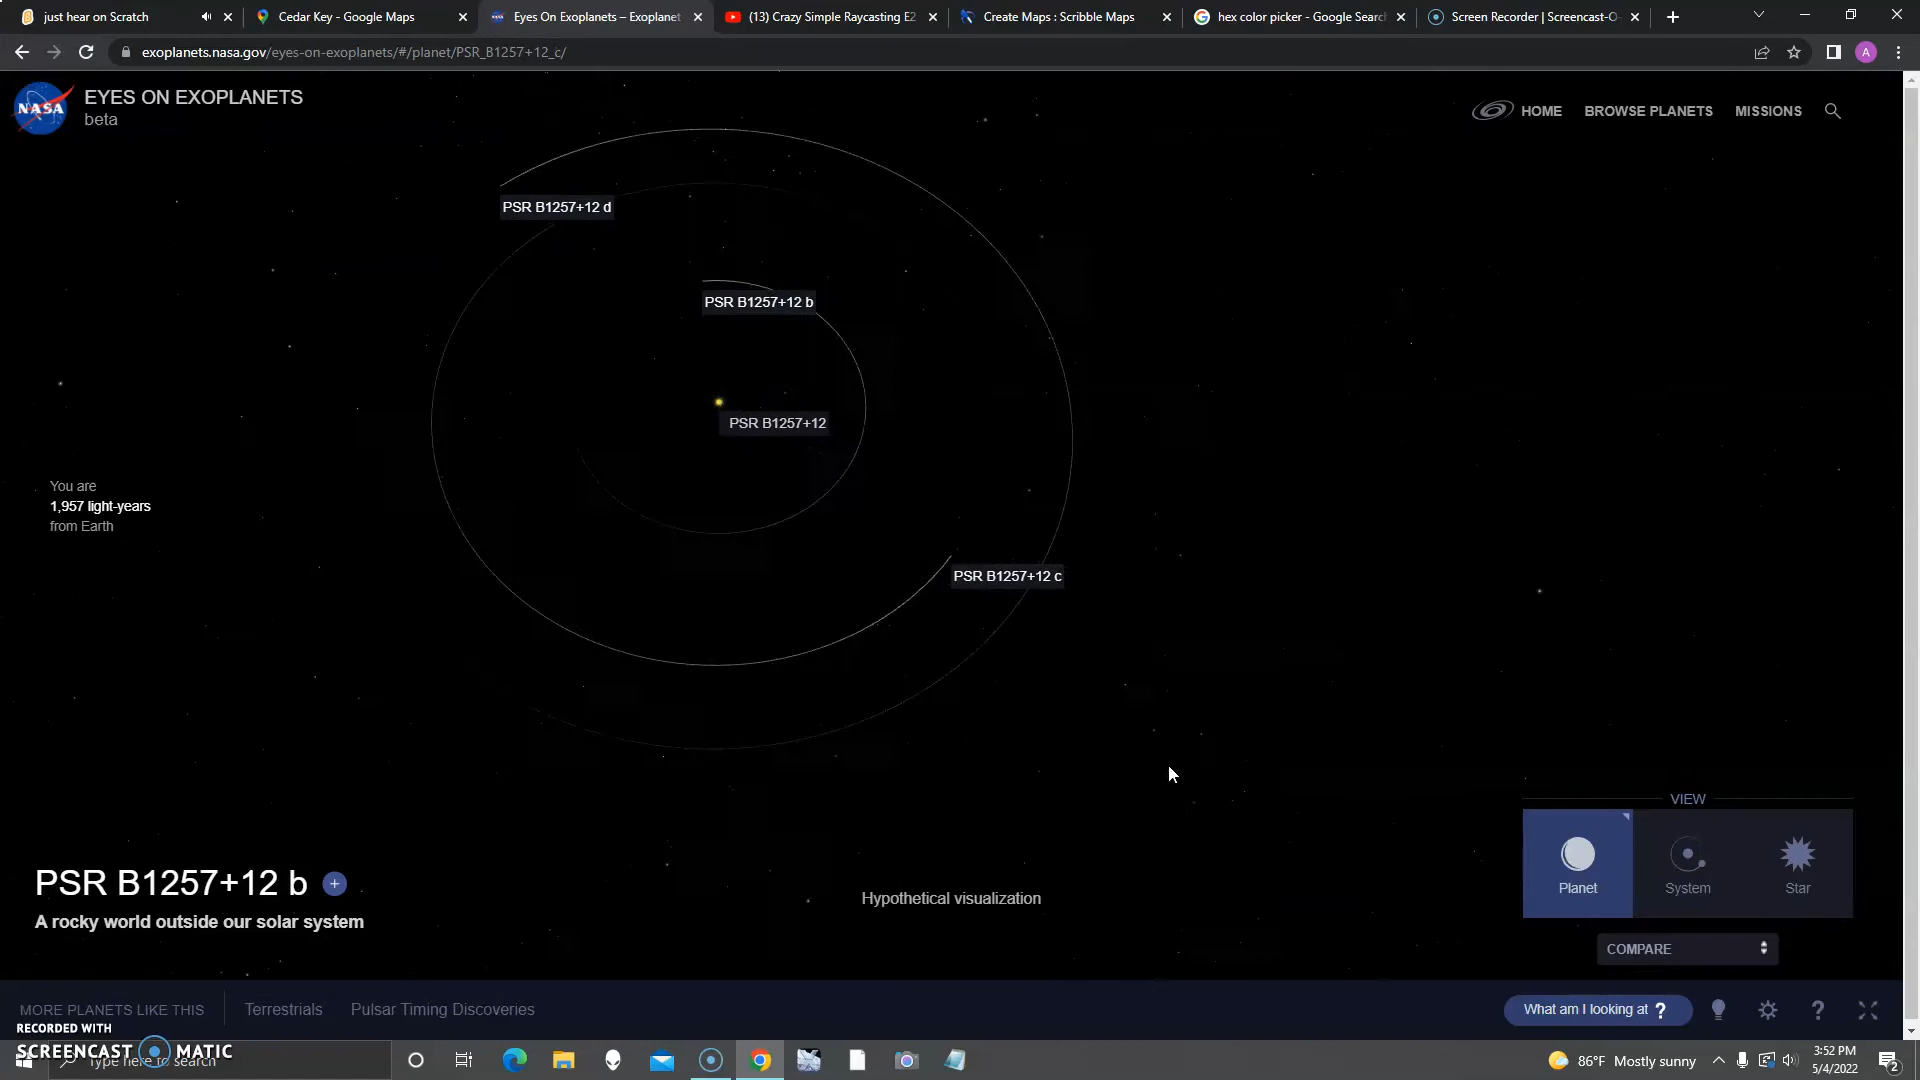 just hear on Scratch
Cedar Key - Google Maps
Eyes On Exoplanets – Exoplanet
(13) Crazy Simple Raycasting E2
Create Maps : Scribble Maps
hex color picker - Google Search
Screen Recorder | Screencast-O-
exoplanets.nasa.gov/eyes-on-exoplanets/#/planet/PSR_B1257+12_c/
A
NASA
EYES ON EXOPLANETS
beta
HOME
BROWSE PLANETS
MISSIONS
PSR B1257+12 d
PSR B1257+12 b
PSR B1257+12
You are
1,957 light-years
from Earth
PSR B1257+12 c
VIEW
Planet
System
Star
PSR B1257+12 b +
A rocky world outside our solar system
Hypothetical visualization
COMPARE
MORE PLANETS LIKE THIS
Terrestrials
Pulsar Timing Discoveries
What am I looking at ?
?
RECORDED WITH
SCREENCAST MATIC
Type here to search
86°F Mostly sunny
3:52 PM
5/4/2022
2